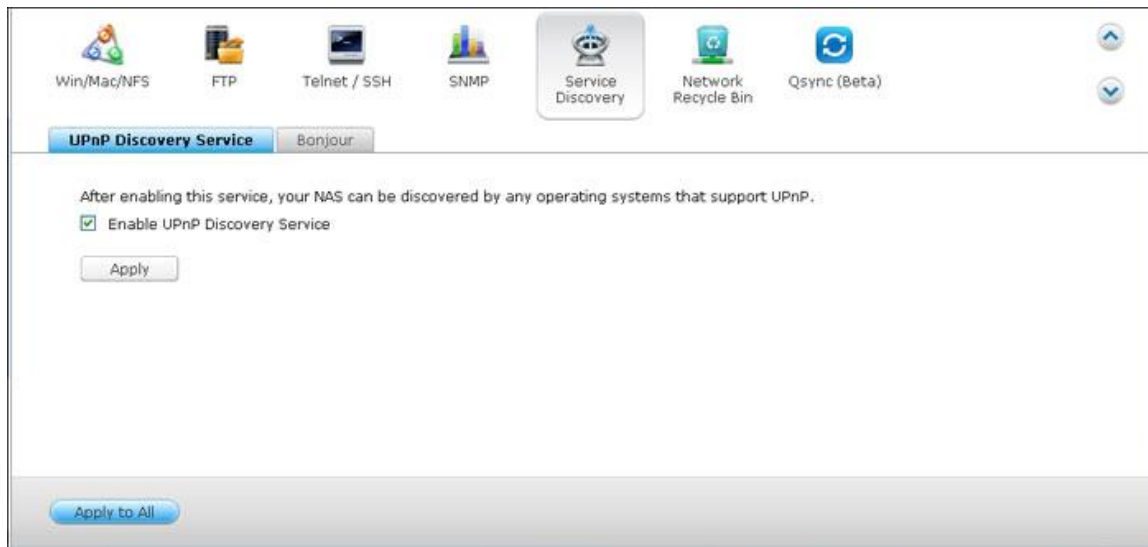 Win/Mac/NFS
FTP
Telnet / SSH
SNMP
Service
Discovery
Network
Recycle Bin
Qsync (Beta)
UPnP Discovery Service
Bonjour
After enabling this service, your NAS can be discovered by any operating systems that support UPnP.
Enable UPnP Discovery Service
Apply
Apply to All